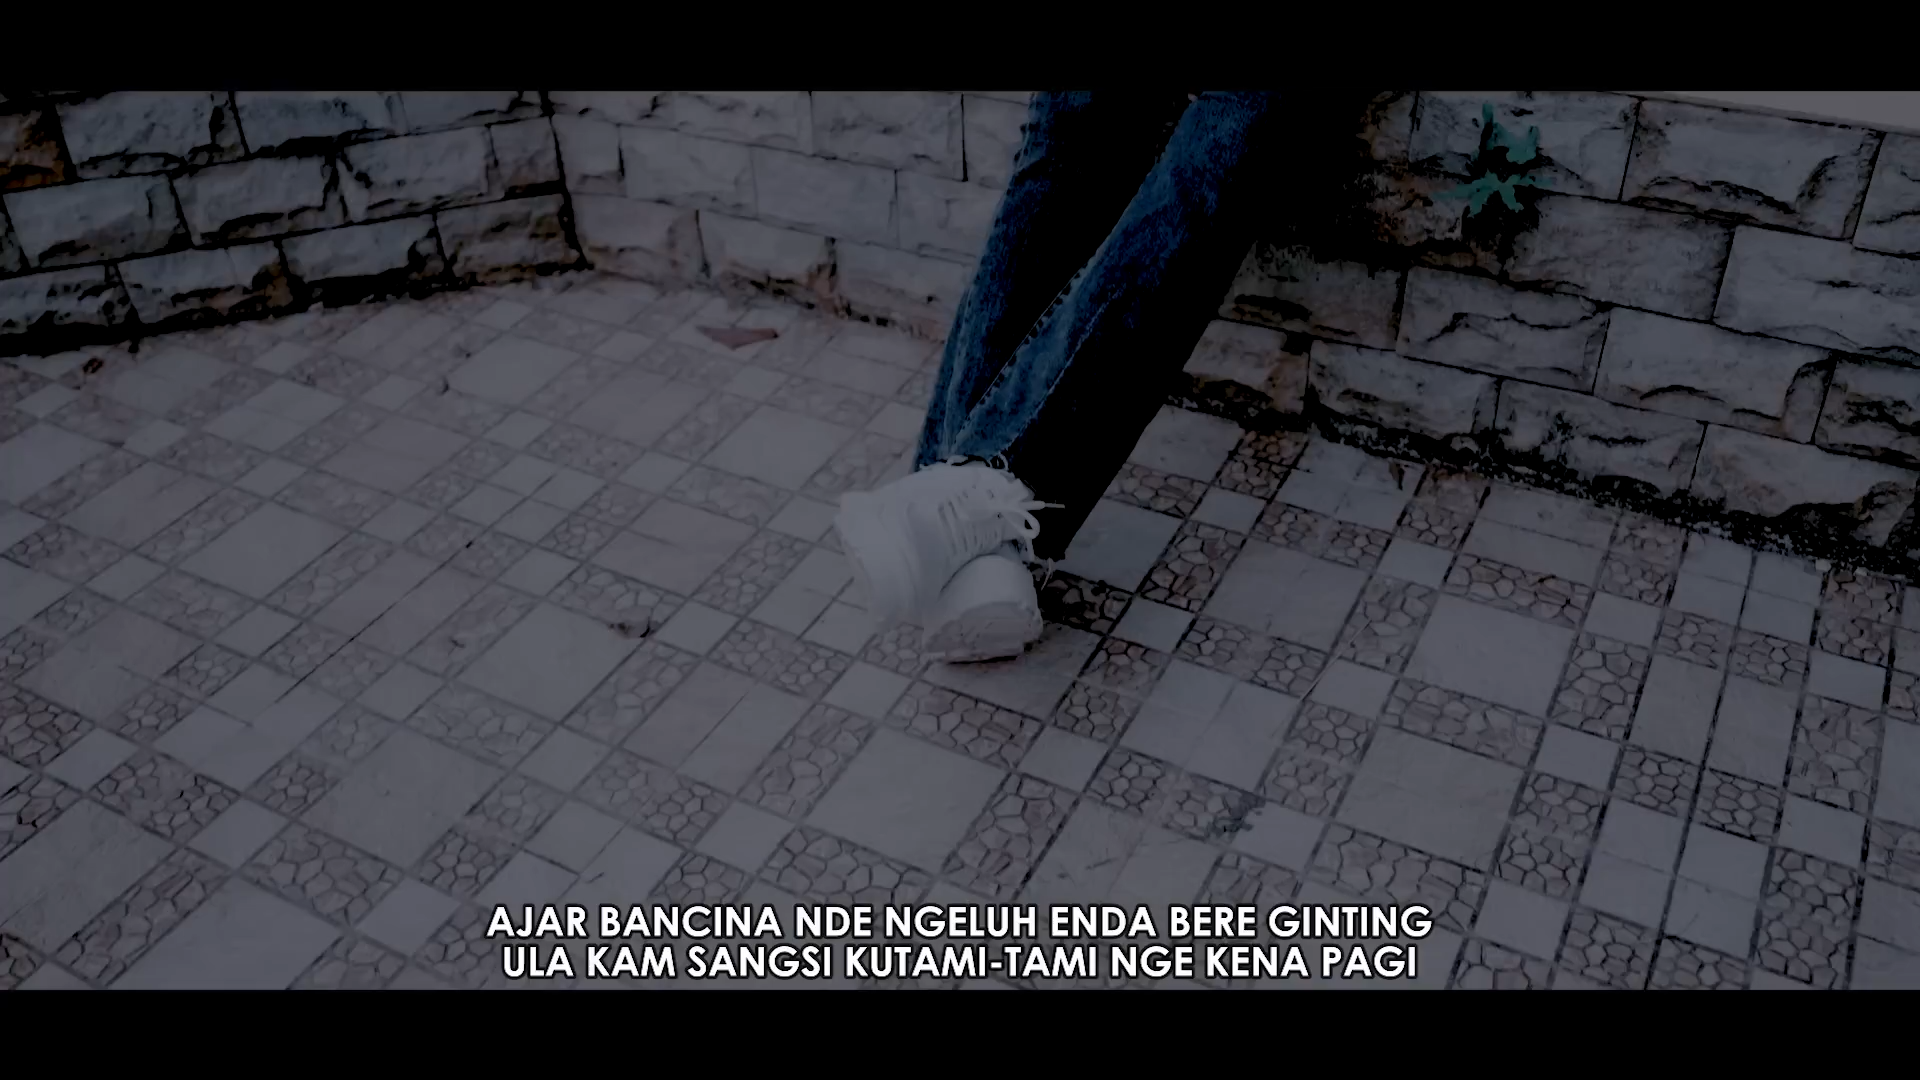 AJAR BANCINA NDE NGELUH ENDA BERE GINTING
ULA KAM SANGSI KUTAMI-TAMI NGE KENA PAGI